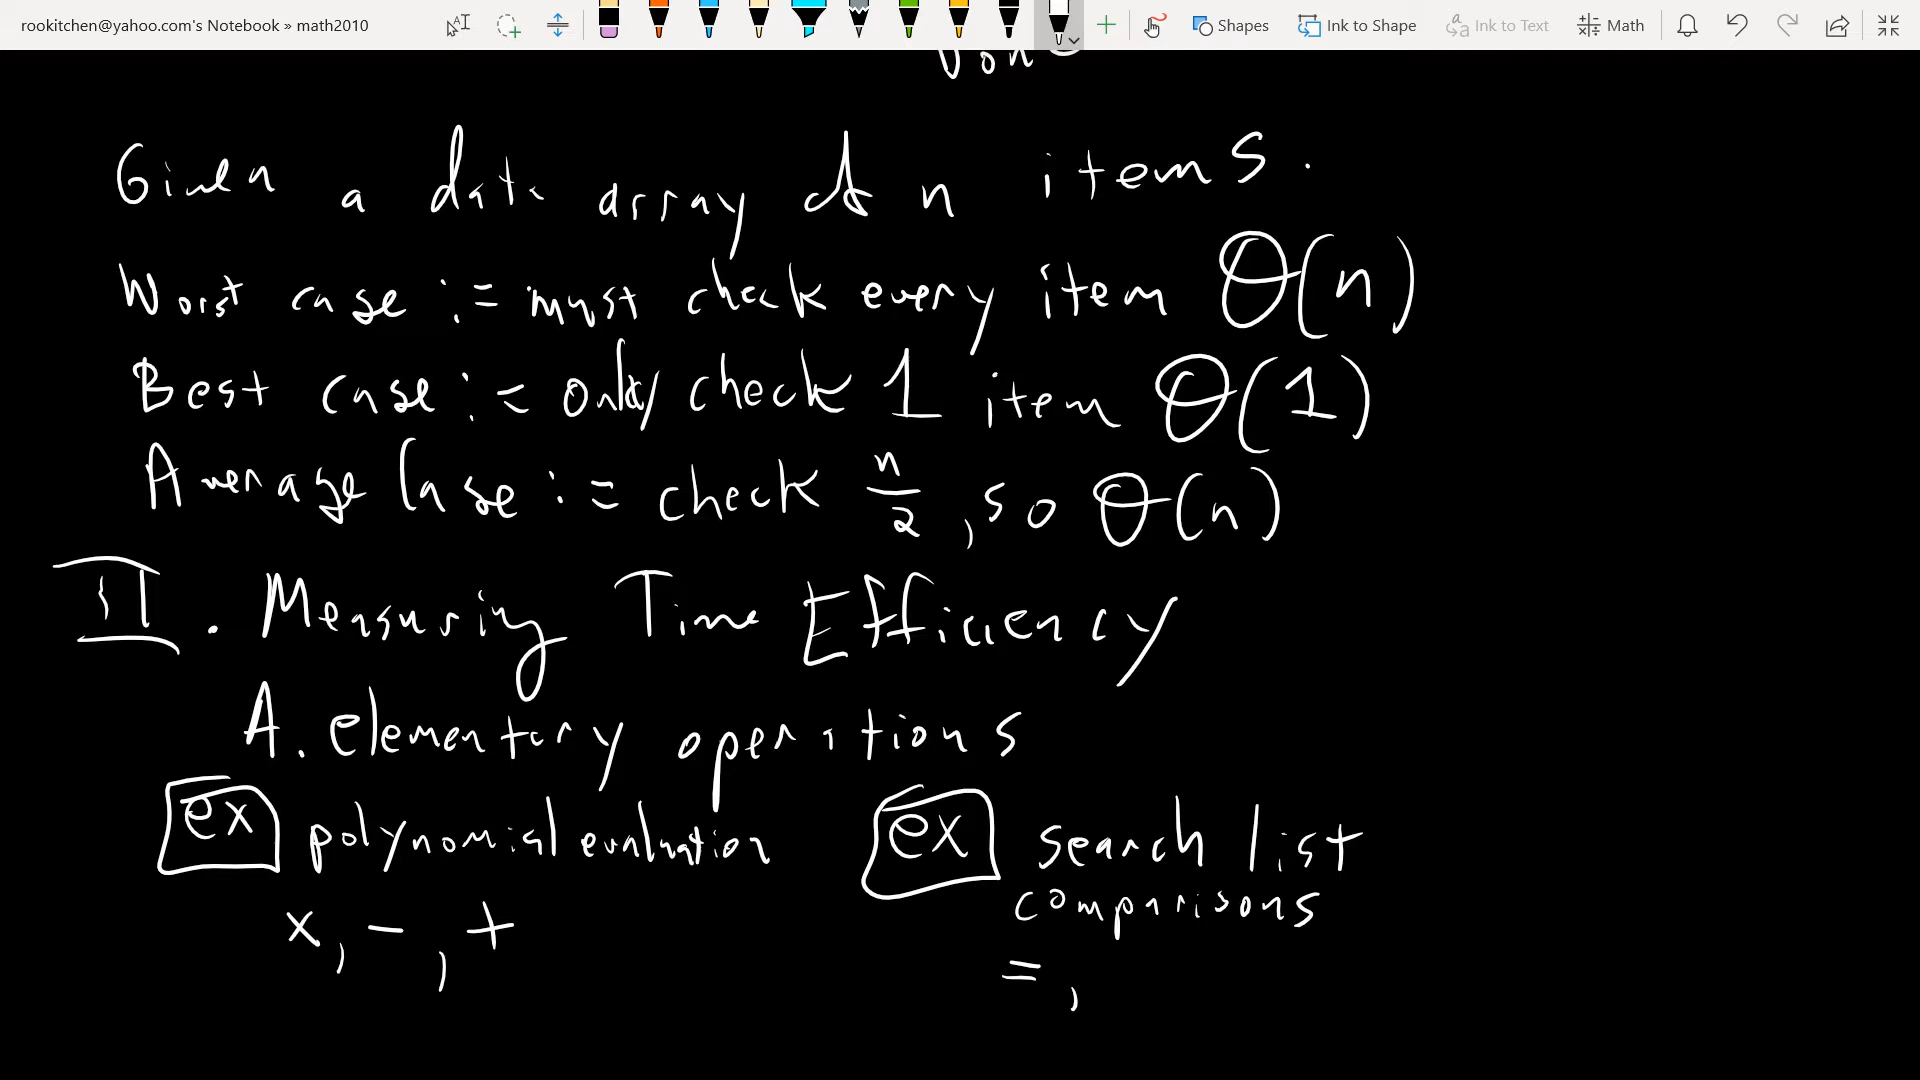 rookitchen@yahoo.com's Notebook » math2010 Shapes Ink to Shape Ink to Text Math
Given a data array of n items.
Worst case := must check every item Θ(n)
Best case := only check 1 item Θ(1)
Average Case := check n/2, so Θ(n)
II. Measuring Time Efficiency
A. elementary operations
ex polynomial evaluation
ex search list
comparisons
x, -, +
=,